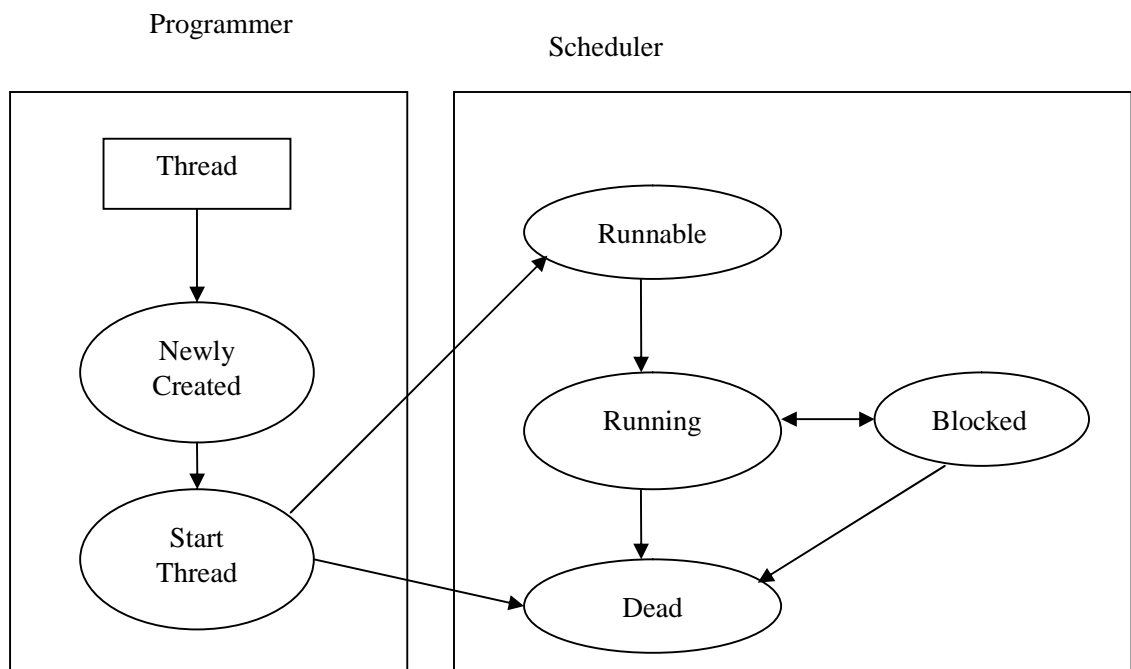 Programmer
Scheduler
Thread
Newly
Created
Start
Thread
Runnable
Running
Blocked
Dead